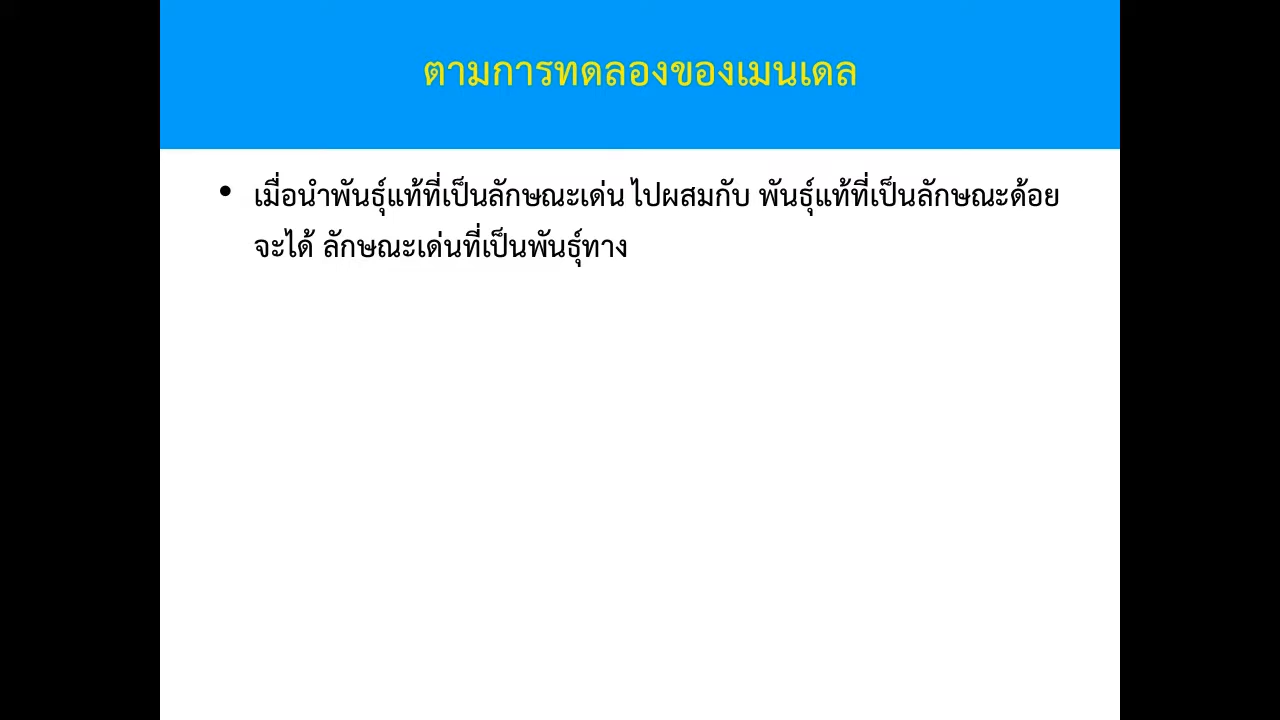 ตามการทดลองของเมนเดล
• เมื่อนำพันธุ์แท้ที่เป็นลักษณะเด่น ไปผสมกับ พันธุ์แท้ที่เป็นลักษณะด้อย
จะได้ ลักษณะเด่นที่เป็นพันธุ์ทาง